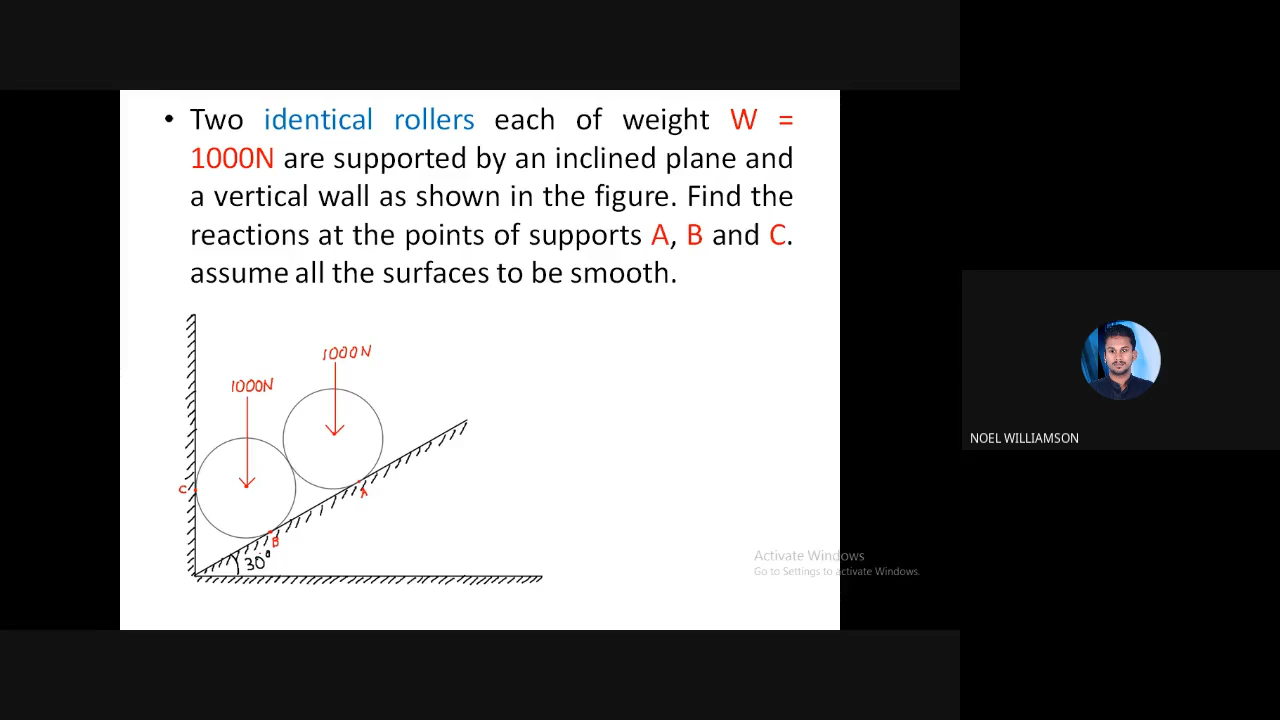 • Two identical rollers each of weight W =
1000N are supported by an inclined plane and
a vertical wall as shown in the figure. Find the
reactions at the points of supports A, B and C.
assume all the surfaces to be smooth.
1000N
1000N
C
A
B
30°
NOEL WILLIAMSON
Activate Windows
Go to Settings to activate Windows.